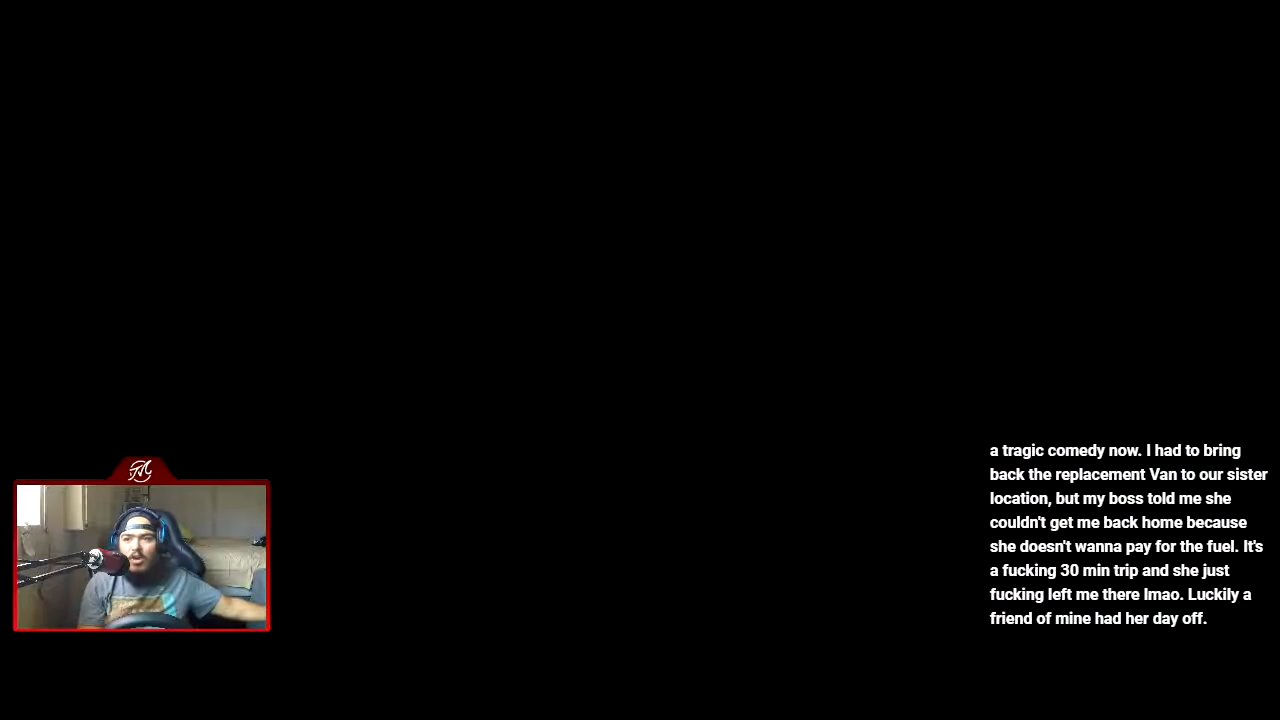 a tragic comedy now. I had to bring
back the replacement Van to our sister
location, but my boss told me she
couldn't get me back home because
she doesn't wanna pay for the fuel. It's
a fucking 30 min trip and she just
fucking left me there lmao. Luckily a
friend of mine had her day off.